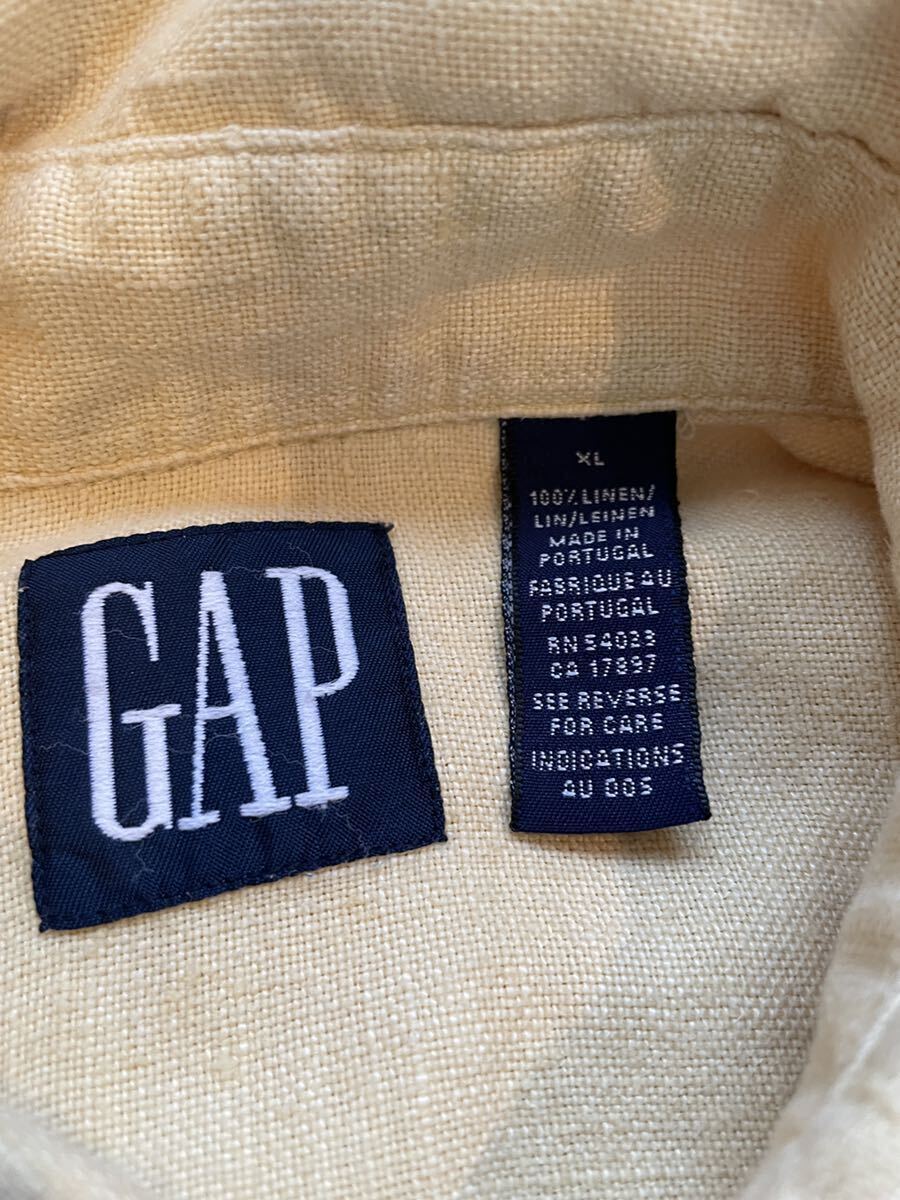 GAP
XL
100% LINEN/
LIN/LEINEN
MADE IN
PORTUGAL
FABRIQUE AU
PORTUGAL
RN 54023
CA 17897
SEE REVERSE
FOR CARE
INDICATIONS
AU DOS